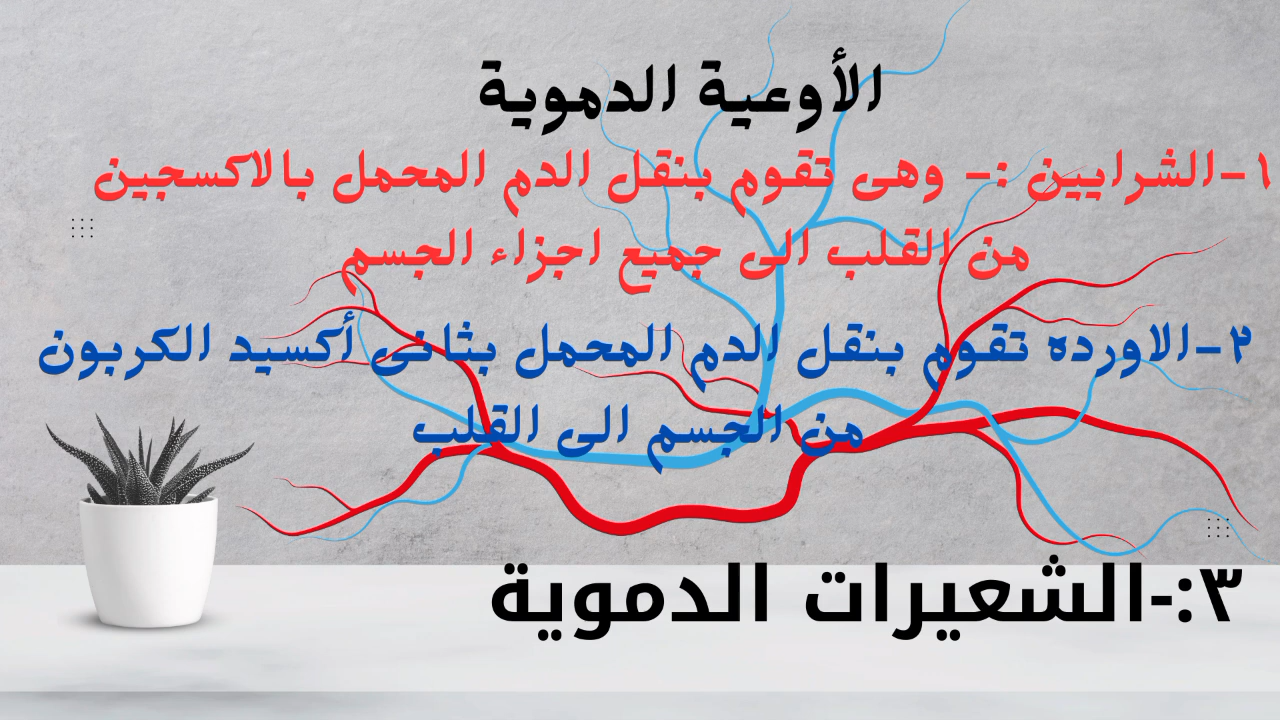 الأوعية الدموية
١-الشرايين :- وهى تقوم بنقل الدم المحمل بالاكسجين
من القلب الى جميع اجزاء الجسم
٢-الاورده تقوم بنقل الدم المحمل بثانى أكسيد الكربون
من الجسم الى القلب
٣:-الشعيرات الدموية